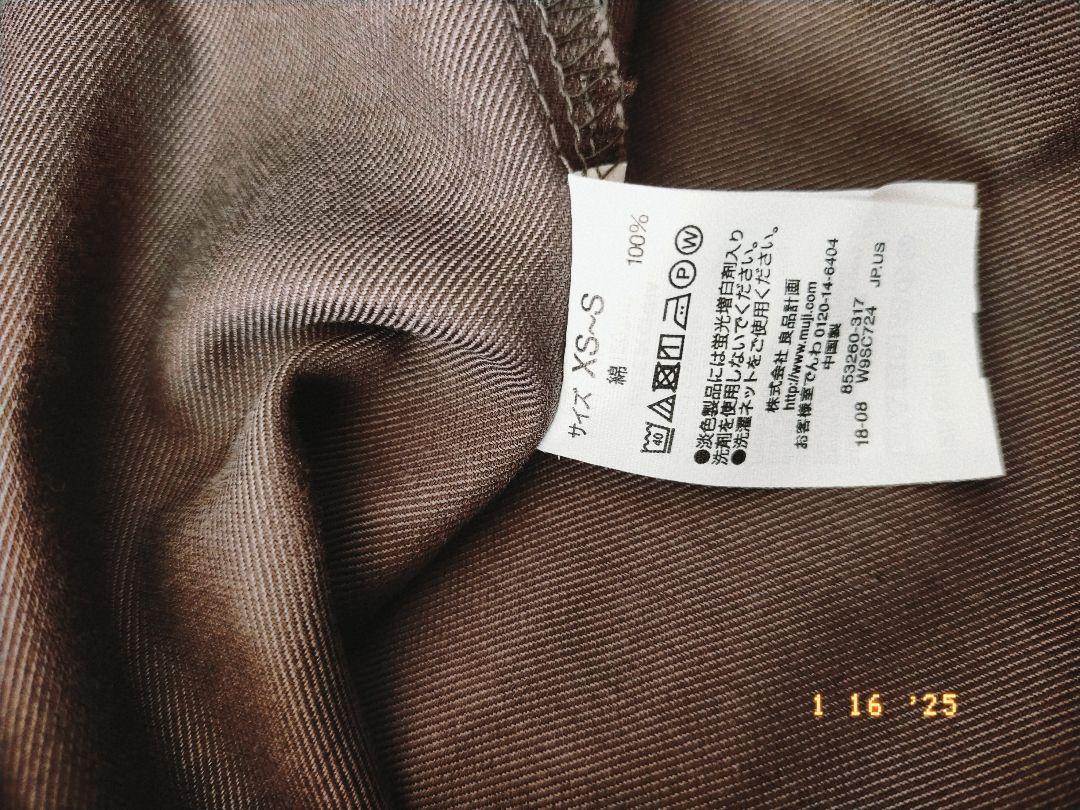 サイズ XS~S
綿 100%
40 P W
●淡色製品には蛍光増白剤入り
洗剤を使用しないでください。
●洗濯ネットをご使用ください。
株式会社 良品計画
http://www.muji.com
お客様室でんわ 0120-14-6404
中国製
853260-317
18-08 W9SC724 JP.US
1 16 '25